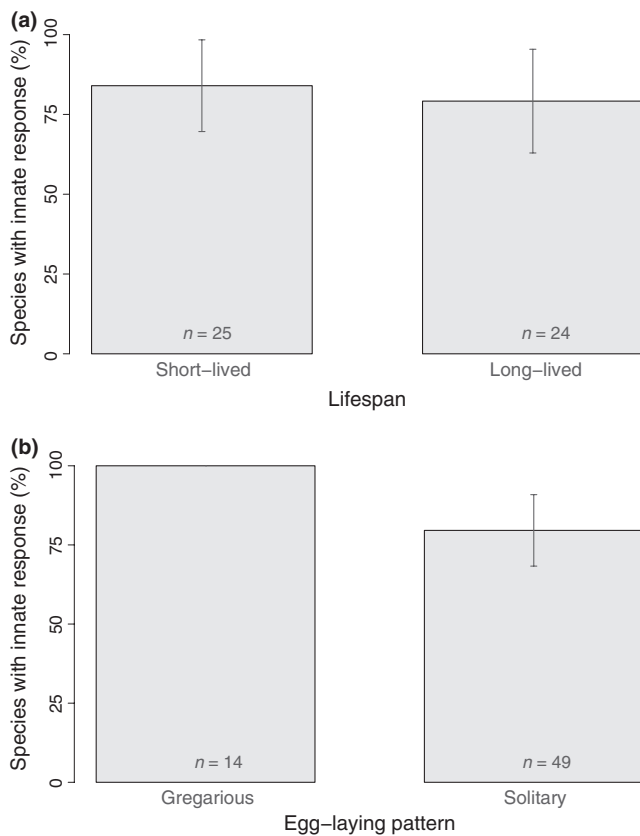 (a)
Species with innate response (%)
100
75
50
25
0
n = 25
n = 24
Short–lived
Long–lived
Lifespan
(b)
Species with innate response (%)
100
75
50
25
0
n = 14
n = 49
Gregarious
Solitary
Egg–laying pattern